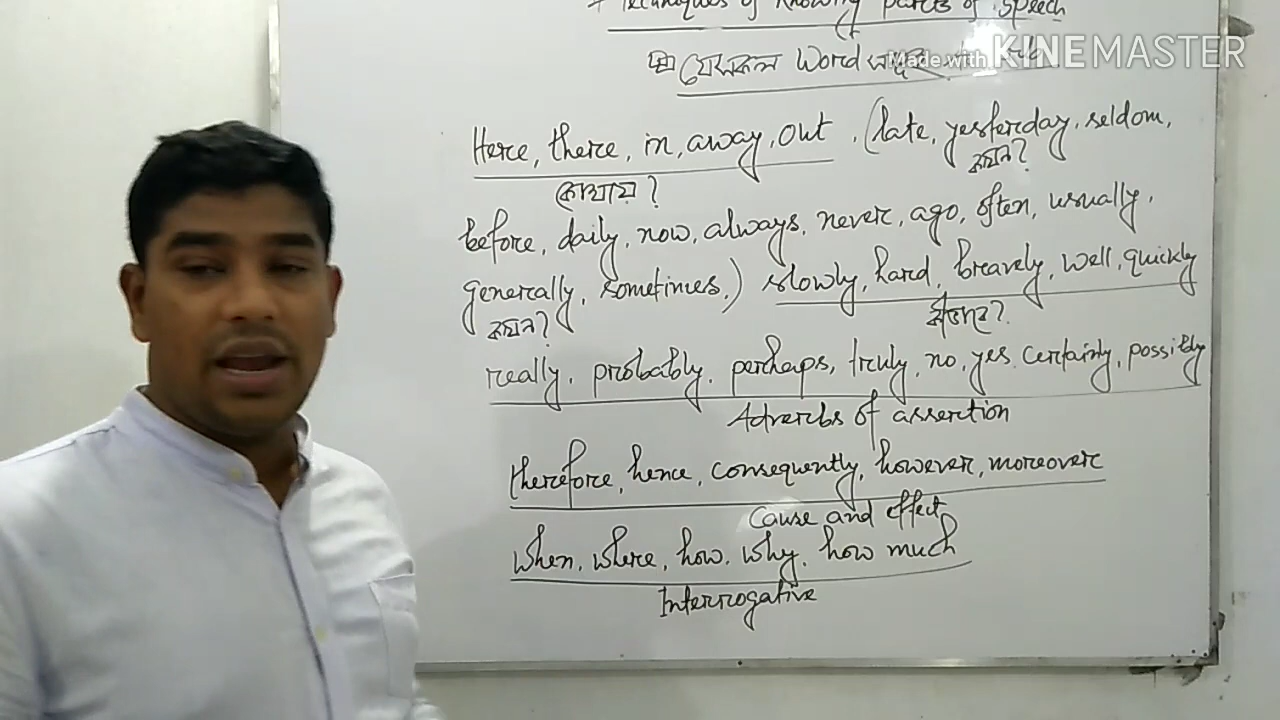 Techniques of knowing parts of speech
যেসকল Word
Made with KINEMASTER
Here, there, in, away, out, (late, yesterday, seldom,
কোথায়? কখন?
before, daily, now, always, never, ago, often, usually,
generally, sometimes,) slowly, hard, bravely, well, quickly
কখন? কীভাবে?
really, probably, perhaps, truly, no, yes, certainly, possibly
Adverbs of assertion
therefore, hence, consequently, however, moreover
Cause and effect
when, where, how, why, how much
Interrogative